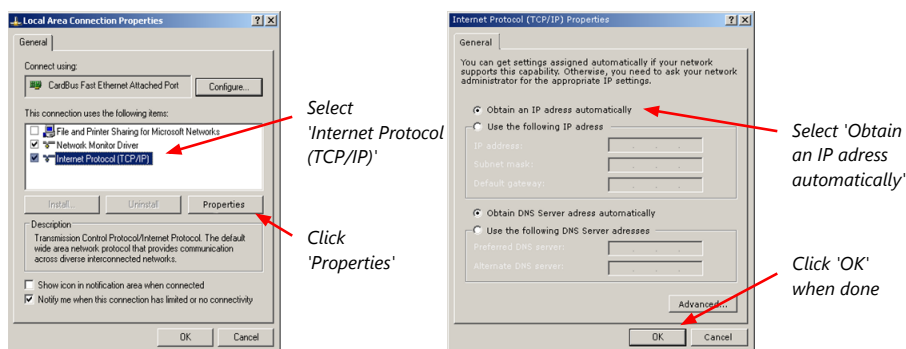 Local Area Connection Properties
General
Connect using:
CardBus Fast Ethernet Attached Port
Configure...
This connection uses the following items:
File and Printer Sharing for Microsoft Networks
Network Monitor Driver
Internet Protocol (TCP/IP)
Install...
Uninstall
Properties
Description
Transmission Control Protocol/Internet Protocol. The default
wide area network protocol that provides communication
across diverse interconnected networks.
Show icon in notification area when connected
Notify me when this connection has limited or no connectivity
OK
Cancel
Select
'Internet Protocol
(TCP/IP)'
Click
'Properties'
Internet Protocol (TCP/IP) Properties
General
You can get settings assigned automatically if your network
supports this capability. Otherwise, you need to ask your network
administrator for the appropriate IP settings.
Obtain an IP adress automatically
Use the following IP adress
IP address:
Subnet mask:
Default gateway:
Obtain DNS Server adress automatically
Use the following DNS Server adresses
Preferred DNS server:
Alternate DNS server:
Advanced...
OK
Cancel
Select 'Obtain
an IP adress
automatically'
Click 'OK'
when done